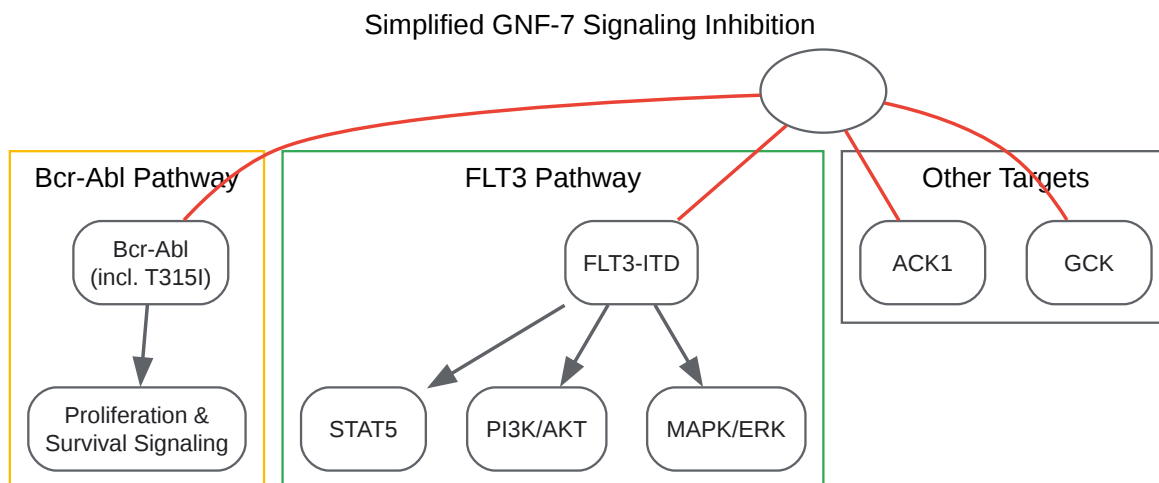 Simplified GNF-7 Signaling Inhibition
Bcr-Abl Pathway
FLT3 Pathway
Other Targets
Bcr-Abl
(incl. T315I)
FLT3-ITD
ACK1
GCK
Proliferation &
Survival Signaling
STAT5
PI3K/AKT
MAPK/ERK